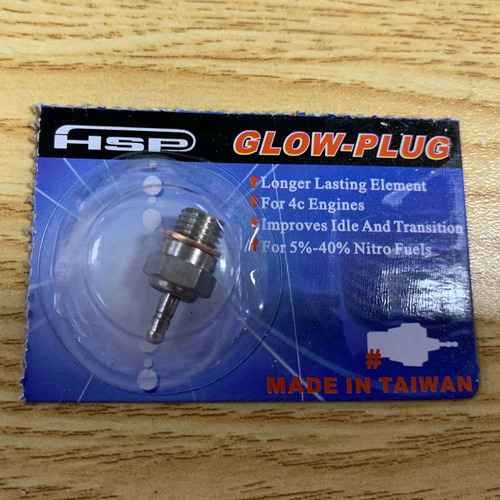 HSP
GLOW-PLUG
Longer Lasting Element
For 4c Engines
Improves Idle And Transition
For 5%-40% Nitro Fuels
#
MADE IN TAIWAN